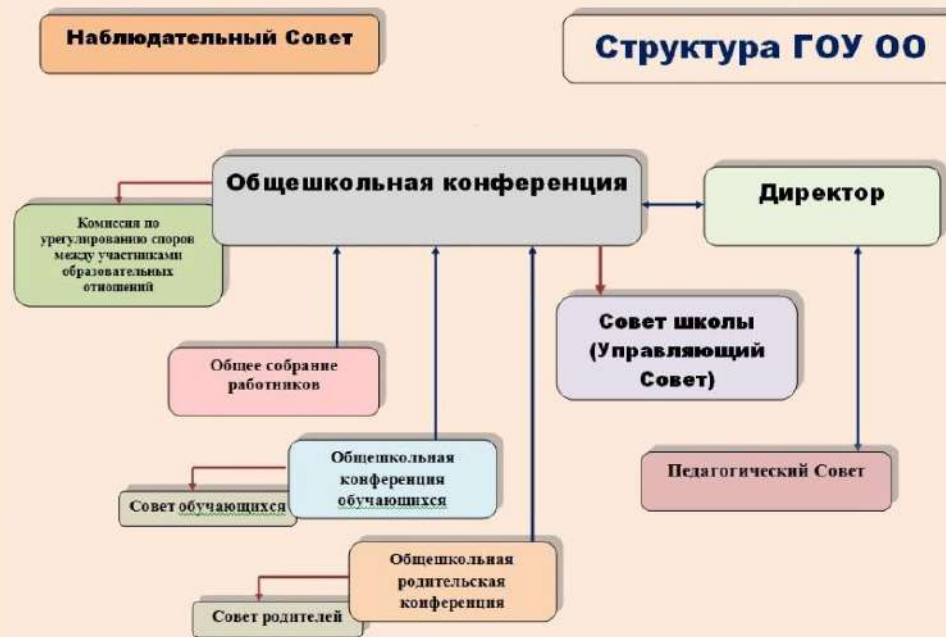 Наблюдательный Совет
Структура ГОУ ОО
Общешкольная конференция
Директор
Комиссия по
урегулированию споров
между участниками
образовательных
отношений
Совет школы
(Управляющий
Совет)
Общее собрание
работников
Общешкольная
конференция
обучающихся
Педагогический Совет
Совет обучающихся
Общешкольная
родительская
конференция
Совет родителей